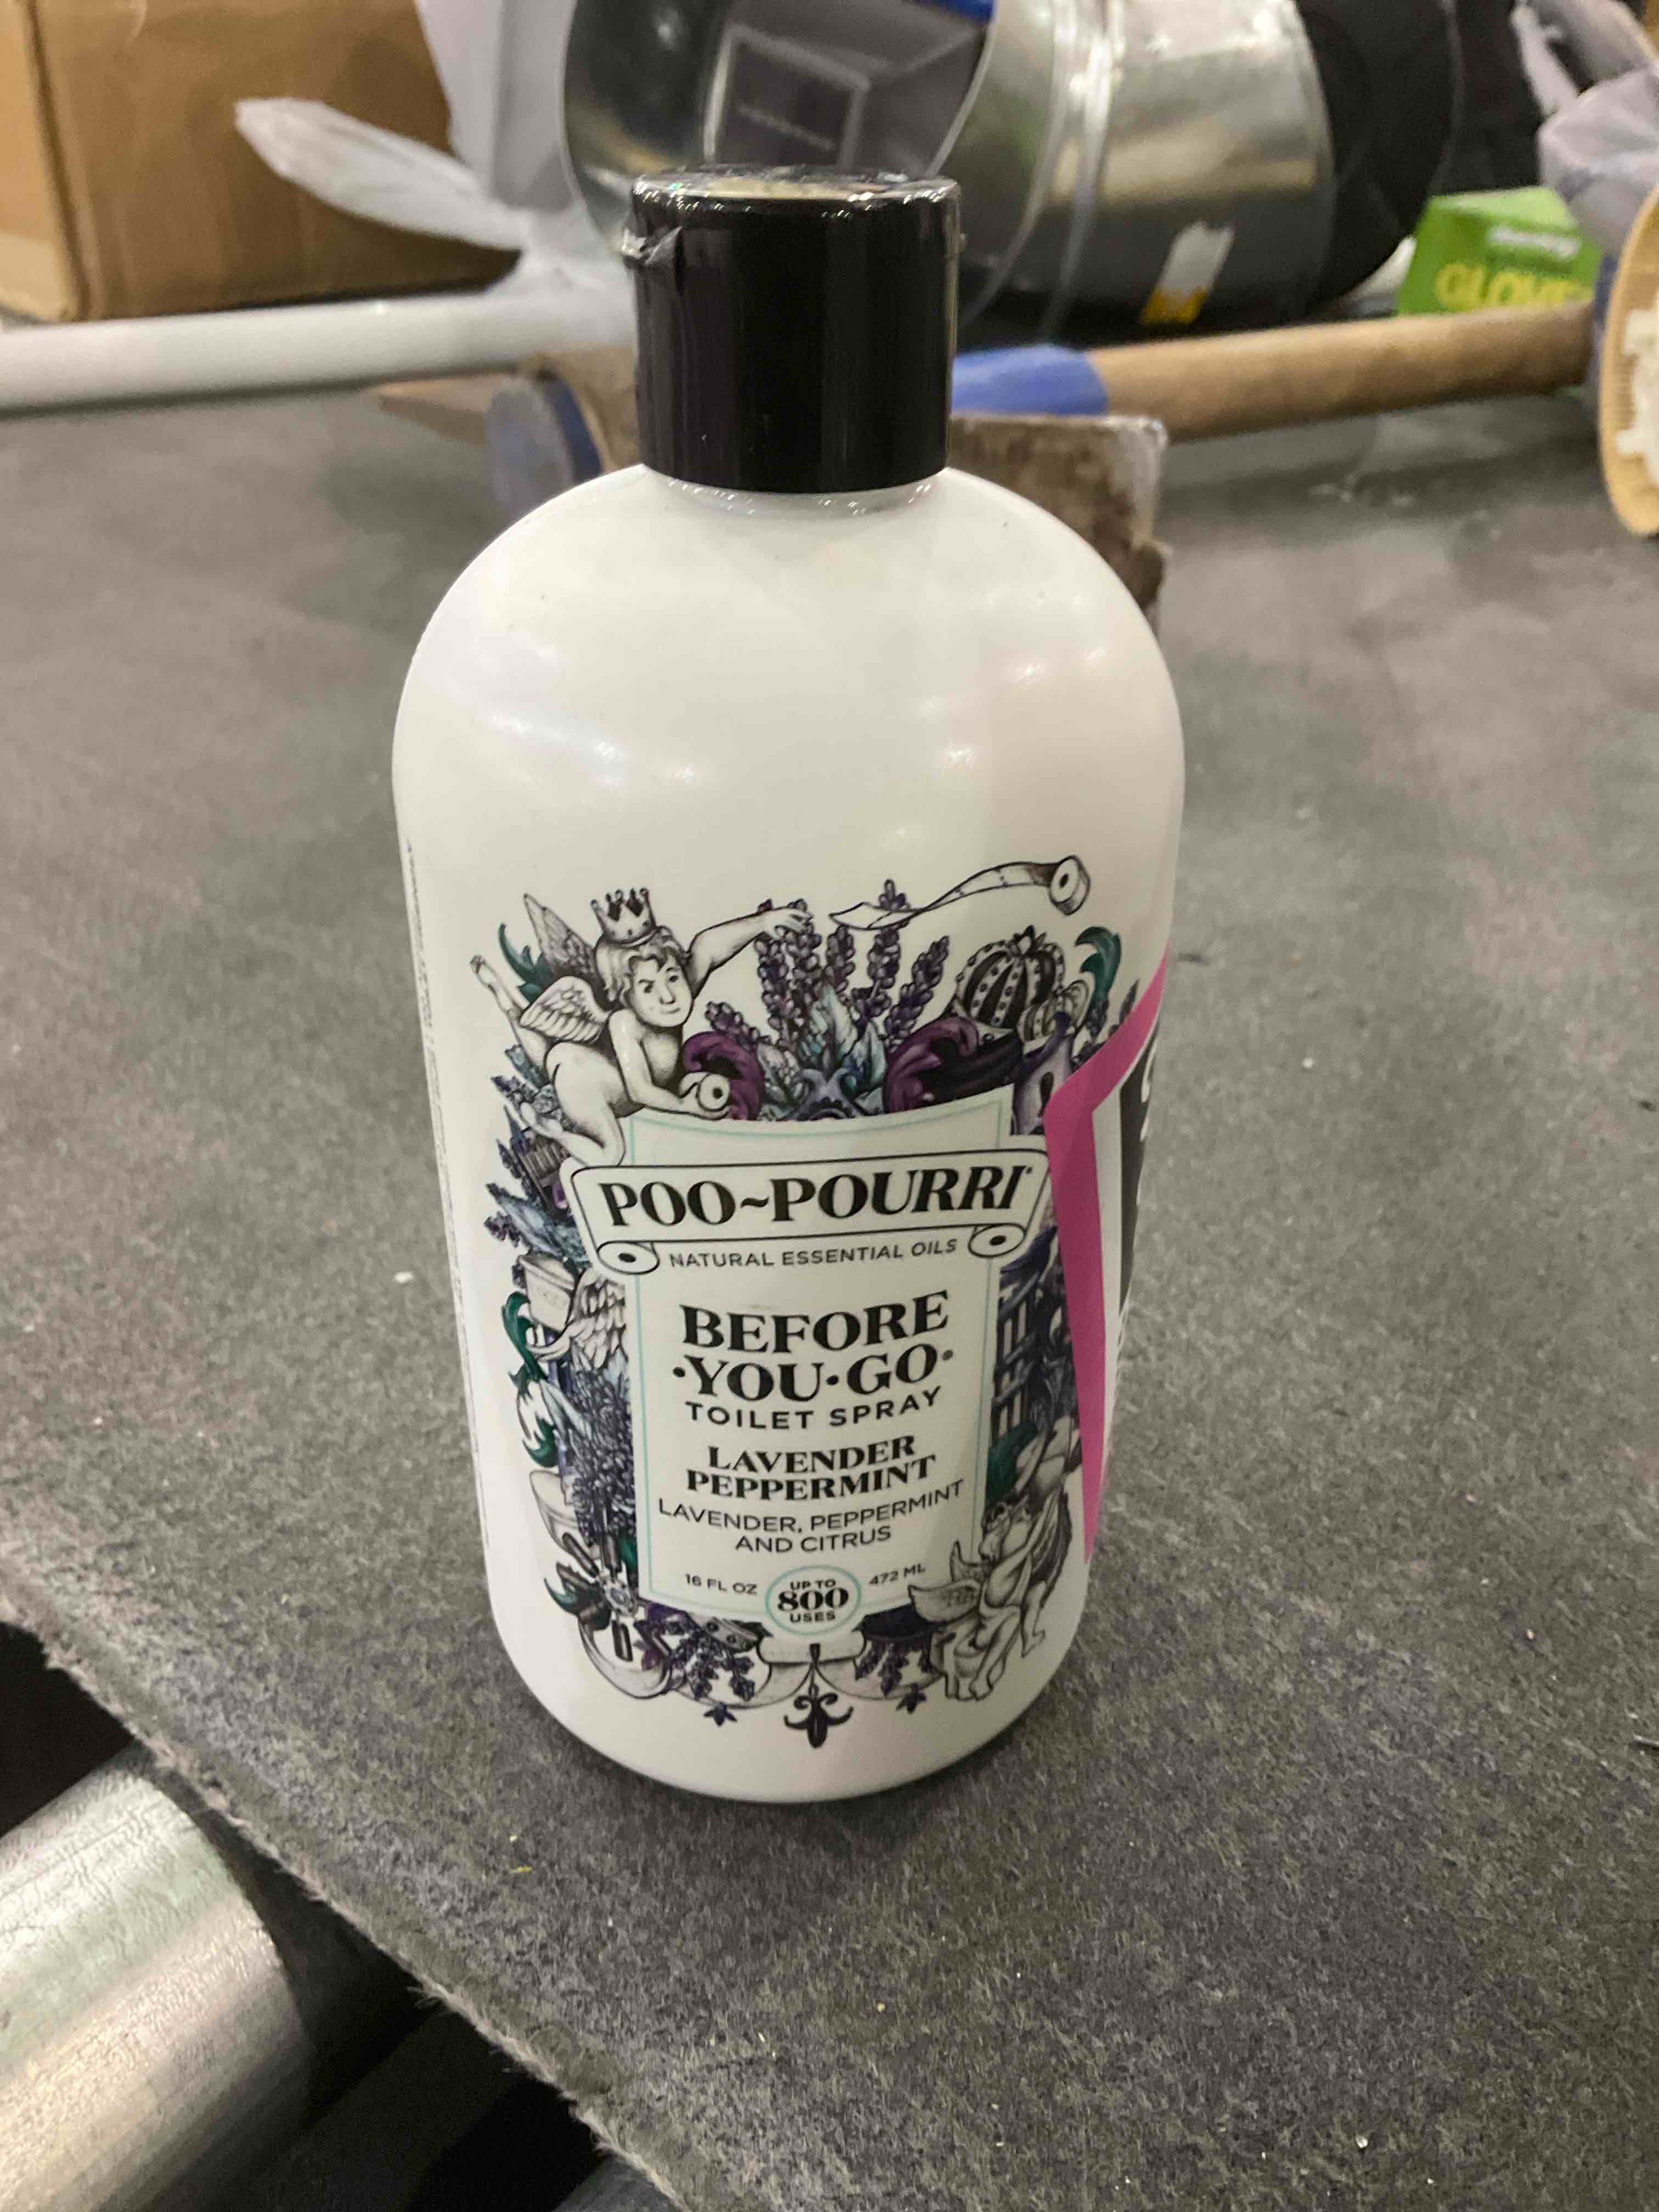 GLOVES
POO~POURRI
NATURAL ESSENTIAL OILS
BEFORE
·YOU·GO®
TOILET SPRAY
LAVENDER
PEPPERMINT
LAVENDER, PEPPERMINT
AND CITRUS
16 FL OZ
UP TO
800
USES
472 ML